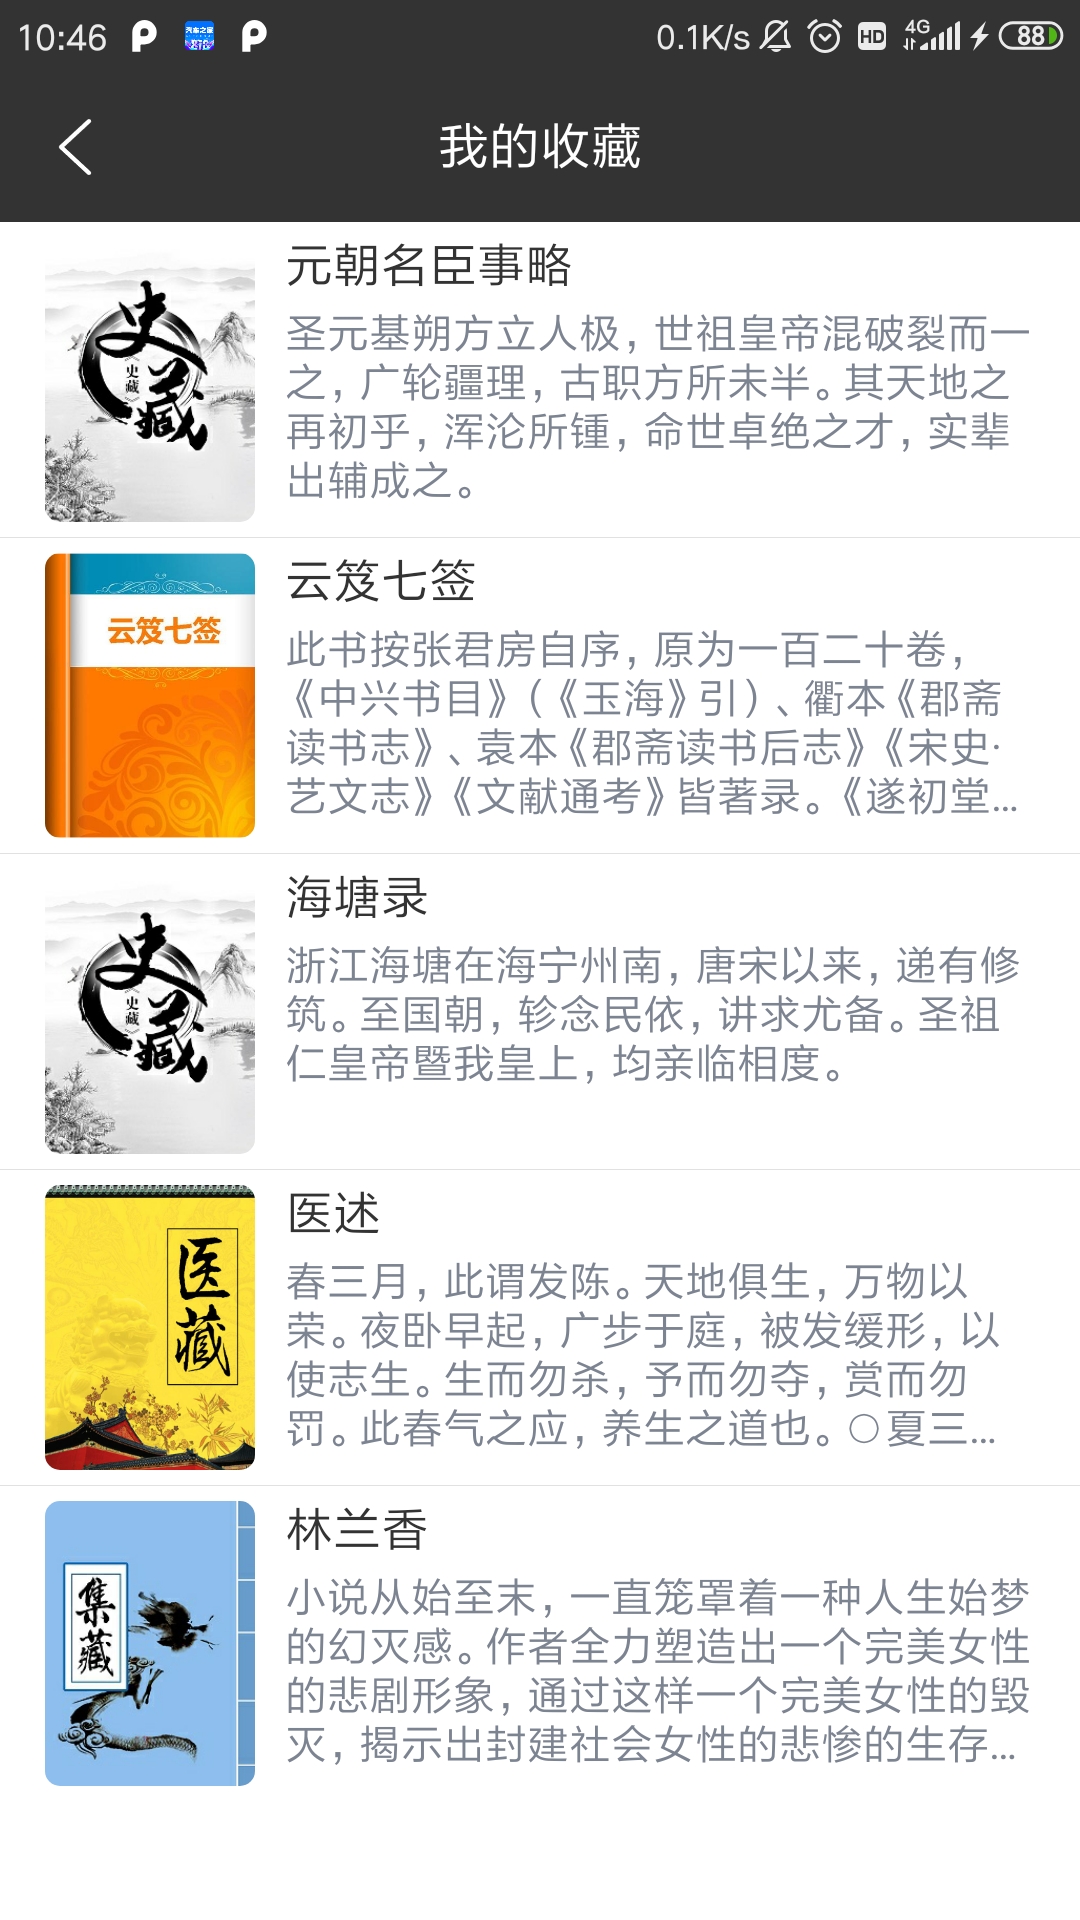 10:46
汽车之家
0.1K/s
HD
4G
88
我的收藏
史藏
《史藏》
元朝名臣事略
圣元基朔方立人极，世祖皇帝混破裂而一
之，广轮疆理，古职方所未半。其天地之
再初乎，浑沦所锺，命世卓绝之才，实辈
出辅成之。
云笈七签
云笈七签
此书按张君房自序，原为一百二十卷，
《中兴书目》（《玉海》引）、衢本《郡斋
读书志》、袁本《郡斋读书后志》《宋史·
艺文志》《文献通考》皆著录。《遂初堂...
史藏
《史藏》
海塘录
浙江海塘在海宁州南，唐宋以来，递有修
筑。至国朝，轸念民依，讲求尤备。圣祖
仁皇帝暨我皇上，均亲临相度。
医藏
医述
春三月，此谓发陈。天地俱生，万物以
荣。夜卧早起，广步于庭，被发缓形，以
使志生。生而勿杀，予而勿夺，赏而勿
罚。此春气之应，养生之道也。○夏三...
集藏
林兰香
小说从始至末，一直笼罩着一种人生始梦
的幻灭感。作者全力塑造出一个完美女性
的悲剧形象，通过这样一个完美女性的毁
灭，揭示出封建社会女性的悲惨的生存...